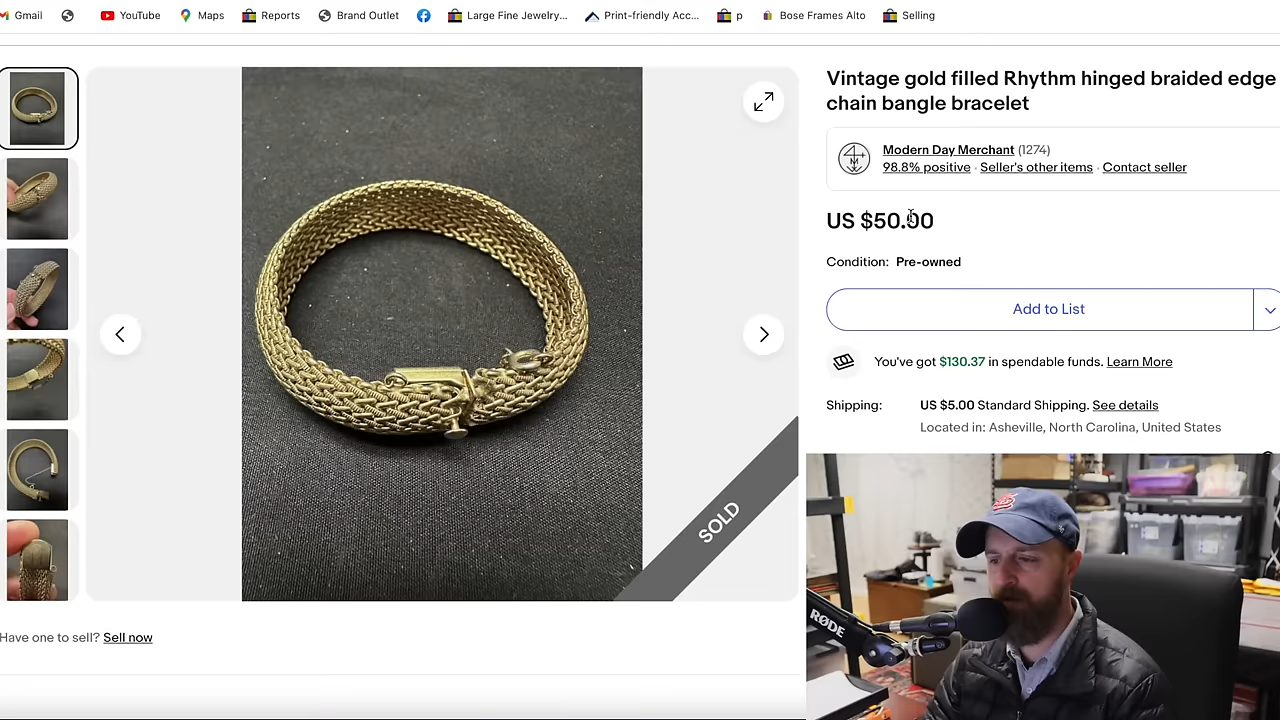 Gmail
YouTube
Maps
Reports
Brand Outlet
Large Fine Jewelry...
Print-friendly Acc...
p
Bose Frames Alto
Selling
Vintage gold filled Rhythm hinged braided edge
chain bangle bracelet
Modern Day Merchant (1274)
98.8% positive · Seller's other items · Contact seller
US $50.00
Condition: Pre-owned
Add to List
You've got $130.37 in spendable funds. Learn More
Shipping: US $5.00 Standard Shipping. See details
Located in: Asheville, North Carolina, United States
SOLD
Have one to sell? Sell now
RØDE